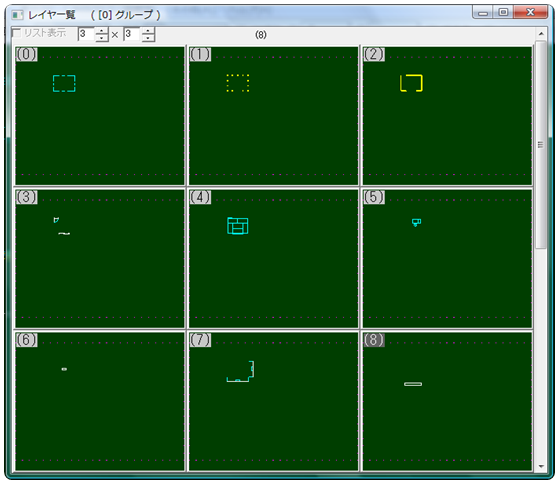 レイヤ一覧　( [0] グループ )
リスト表示 3 × 3 (8)
(0) (1) (2)
(3) (4) (5)
(6) (7) (8)